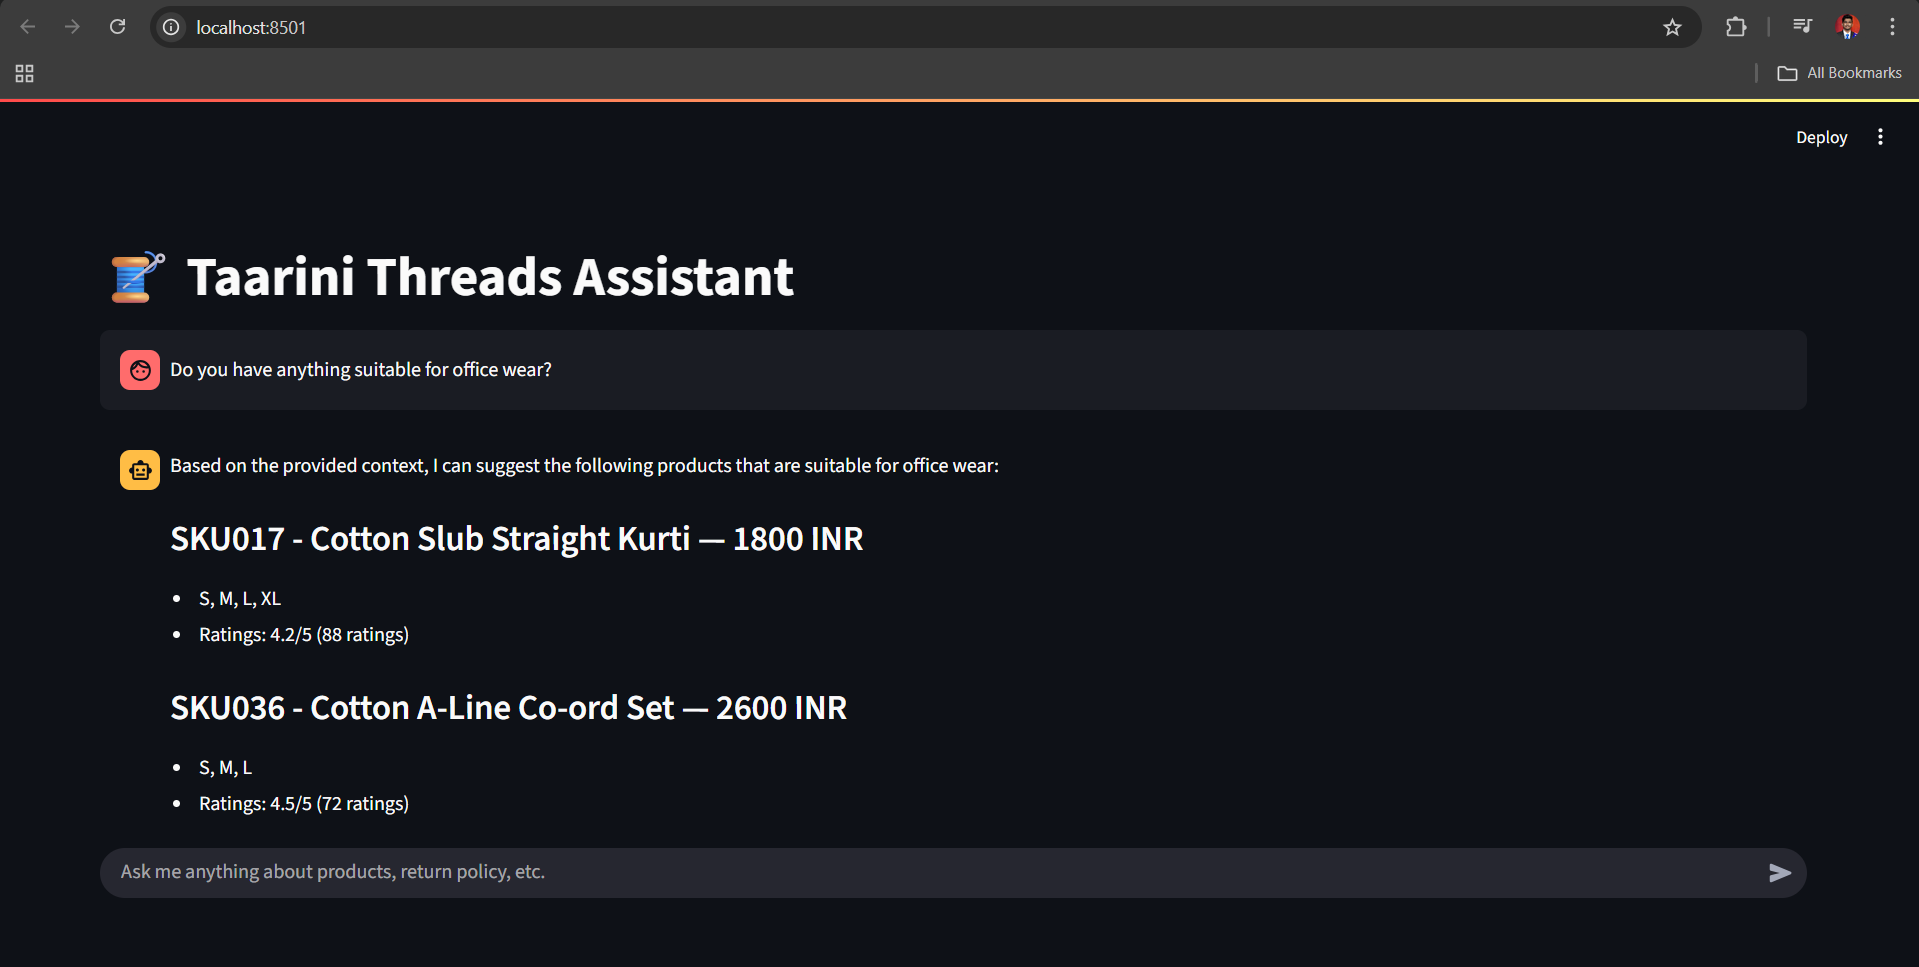 localhost:8501
All Bookmarks
Deploy
Taarini Threads Assistant
Do you have anything suitable for office wear?
Based on the provided context, I can suggest the following products that are suitable for office wear:
SKU017 - Cotton Slub Straight Kurti — 1800 INR
• S, M, L, XL
• Ratings: 4.2/5 (88 ratings)
SKU036 - Cotton A-Line Co-ord Set — 2600 INR
• S, M, L
• Ratings: 4.5/5 (72 ratings)
Ask me anything about products, return policy, etc.